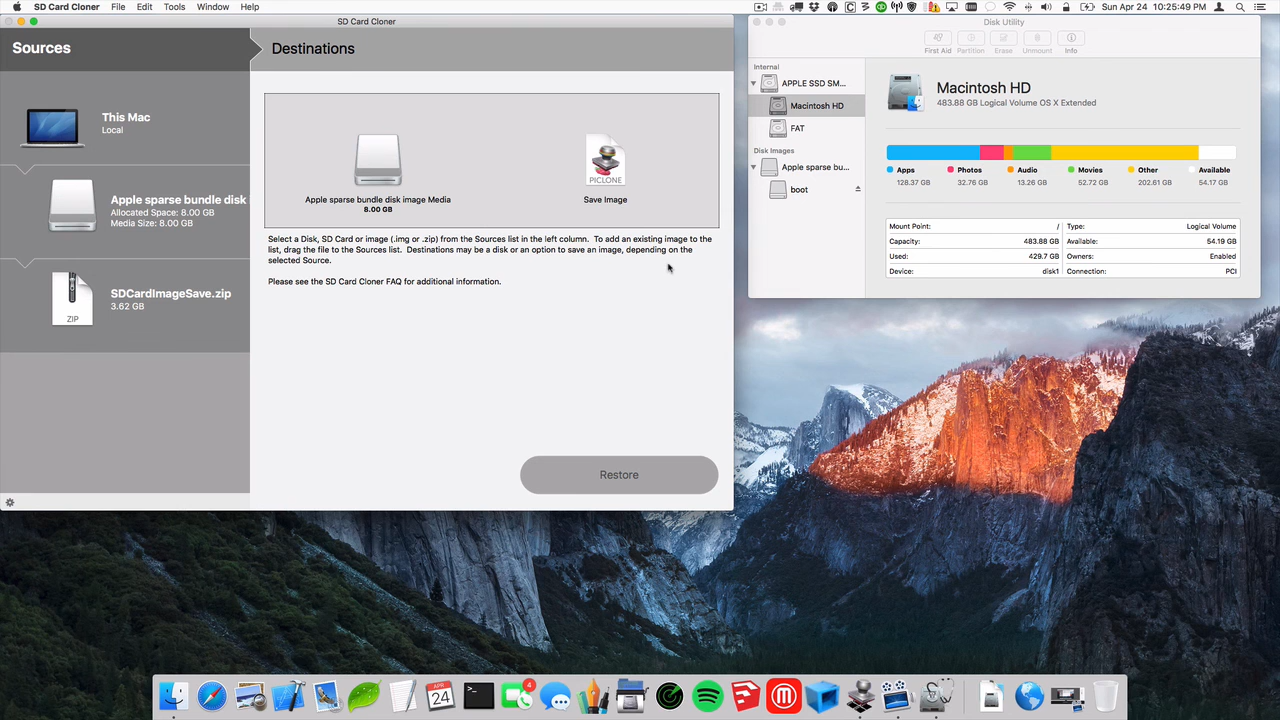 SD Card Cloner File Edit Tools Window Help
Sun Apr 24 10:25:49 PM
SD Card Cloner
Sources
Destinations
This Mac
Local
Apple sparse bundle disk
Allocated Space: 8.00 GB
Media Size: 8.00 GB
ZIP
SDCardImageSave.zip
3.62 GB
Apple sparse bundle disk image Media
8.00 GB
PICLONE
Save Image
Select a Disk, SD Card or image (.img or .zip) from the Sources list in the left column. To add an existing image to the
list, drag the file to the Sources list. Destinations may be a disk or an option to save an image, depending on the
selected Source.
Please see the SD Card Cloner FAQ for additional information.
Restore
Disk Utility
First Aid Partition Erase Unmount Info
Internal
APPLE SSD SM...
Macintosh HD
FAT
Disk Images
Apple sparse bu...
boot
Macintosh HD
483.88 GB Logical Volume OS X Extended
Apps Photos Audio Movies Other Available
128.37 GB 32.76 GB 13.26 GB 52.72 GB 202.61 GB 54.17 GB
Mount Point: / Type: Logical Volume
Capacity: 483.88 GB Available: 54.19 GB
Used: 429.7 GB Owners: Enabled
Device: disk1 Connection: PCI
APR
24
4